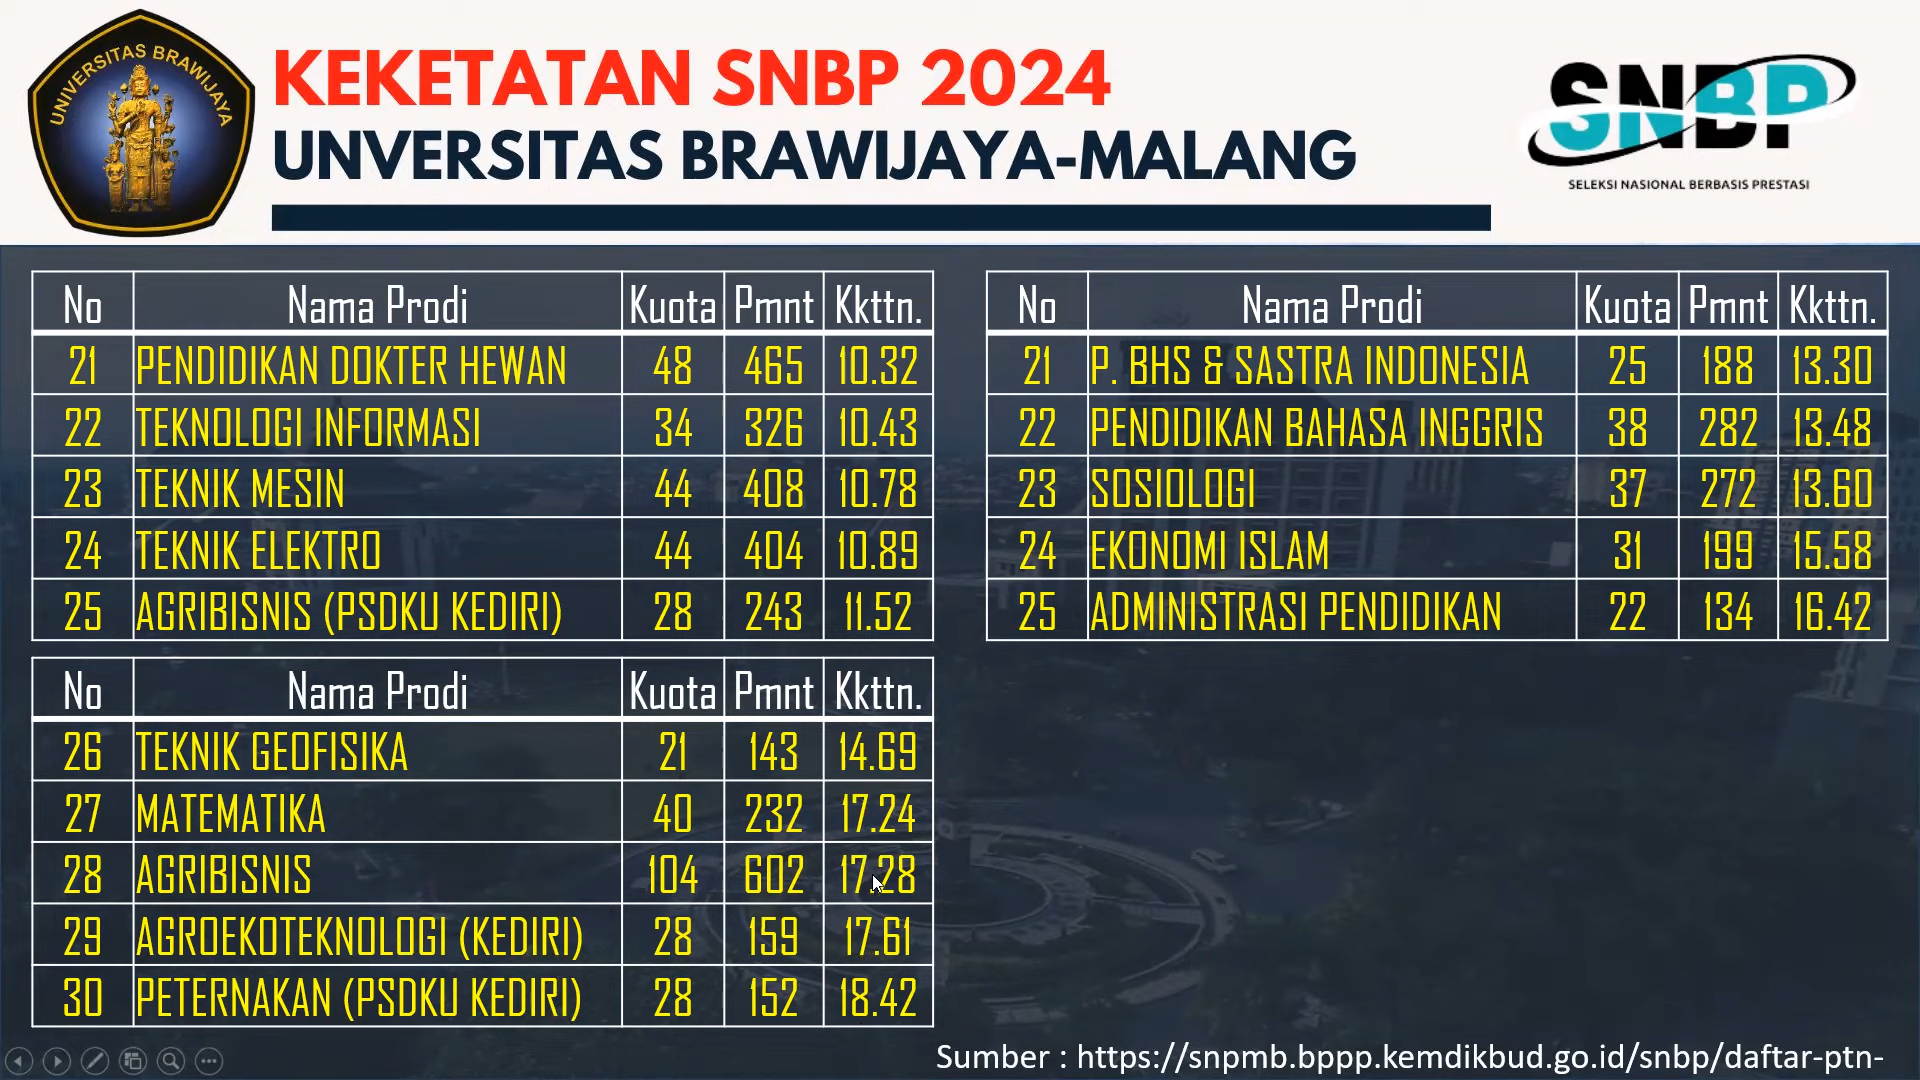 UNIVERSITAS BRAWIJAYA
KEKETATAN SNBP 2024
UNVERSITAS BRAWIJAYA-MALANG
SNBP
SELEKSI NASIONAL BERBASIS PRESTASI
No Nama Prodi Kuota Pmnt Kkttn.
21 PENDIDIKAN DOKTER HEWAN 48 465 10.32
22 TEKNOLOGI INFORMASI 34 326 10.43
23 TEKNIK MESIN 44 408 10.78
24 TEKNIK ELEKTRO 44 404 10.89
25 AGRIBISNIS (PSDKU KEDIRI) 28 243 11.52
No Nama Prodi Kuota Pmnt Kkttn.
26 TEKNIK GEOFISIKA 21 143 14.69
27 MATEMATIKA 40 232 17.24
28 AGRIBISNIS 104 602 17.28
29 AGROEKOTEKNOLOGI (KEDIRI) 28 159 17.61
30 PETERNAKAN (PSDKU KEDIRI) 28 152 18.42
No Nama Prodi Kuota Pmnt Kkttn.
21 P. BHS & SASTRA INDONESIA 25 188 13.30
22 PENDIDIKAN BAHASA INGGRIS 38 282 13.48
23 SOSIOLOGI 37 272 13.60
24 EKONOMI ISLAM 31 199 15.58
25 ADMINISTRASI PENDIDIKAN 22 134 16.42
Sumber : https://snpmb.bppp.kemdikbud.go.id/snbp/daftar-ptn-